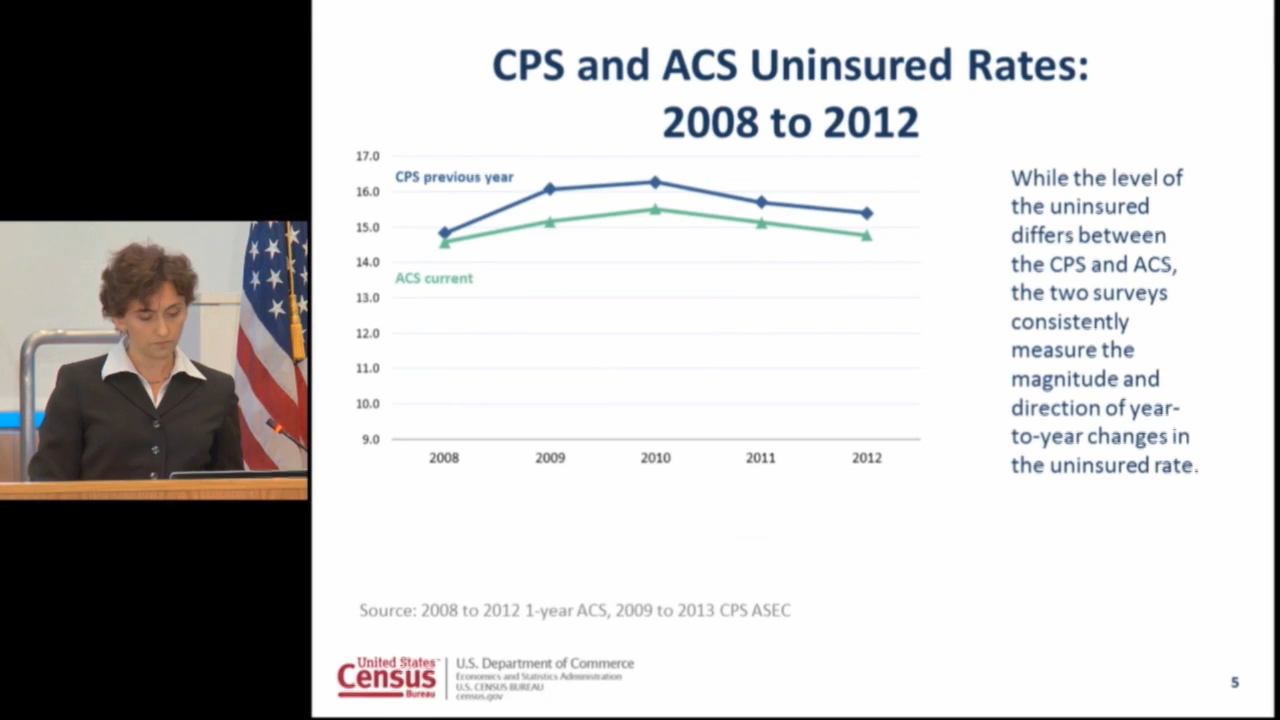 CPS and ACS Uninsured Rates:
2008 to 2012
17.0
CPS previous year
16.0
15.0
14.0
ACS current
13.0
12.0
11.0
10.0
9.0
2008 2009 2010 2011 2012
While the level of
the uninsured
differs between
the CPS and ACS,
the two surveys
consistently
measure the
magnitude and
direction of year-
to-year changes in
the uninsured rate.
Source: 2008 to 2012 1-year ACS, 2009 to 2013 CPS ASEC
United States™
Census
Bureau
U.S. Department of Commerce
Economics and Statistics Administration
U.S. CENSUS BUREAU
census.gov
5